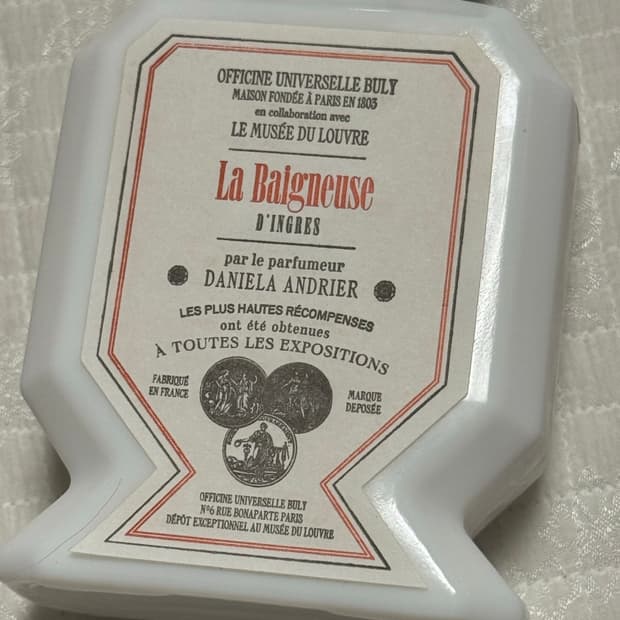 OFFICINE UNIVERSELLE BULY
MAISON FONDÉE À PARIS EN 1803
en collaboration avec
LE MUSÉE DU LOUVRE
La Baigneuse
D'INGRES
par le parfumeur
DANIELA ANDRIER
LES PLUS HAUTES RÉCOMPENSES
ont été obtenues
À TOUTES LES EXPOSITIONS
FABRIQUÉ
EN FRANCE
MARQUE
DEPOSÉE
OFFICINE UNIVERSELLE BULY
Nº6 RUE BONAPARTE PARIS
DÉPÔT EXCEPTIONNEL AU MUSÉE DU LOUVRE